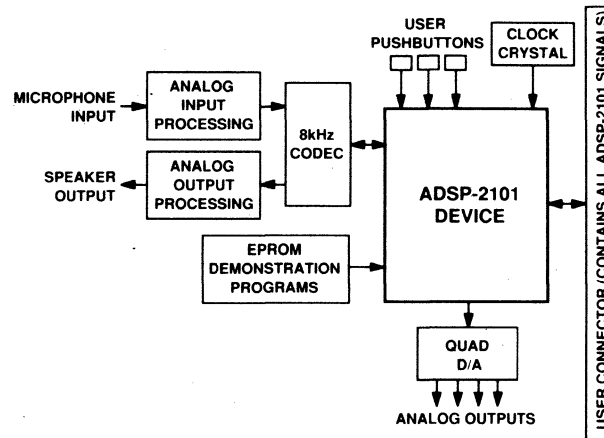 USER
PUSHBUTTONS
CLOCK
CRYSTAL
MICROPHONE
INPUT
ANALOG
INPUT
PROCESSING
8kHz
CODEC
SPEAKER
OUTPUT
ANALOG
OUTPUT
PROCESSING
ADSP-2101
DEVICE
EPROM
DEMONSTRATION
PROGRAMS
QUAD
D/A
ANALOG OUTPUTS
USER CONNECTOR (CONTAINS ALL ADSP-2101 SIGNALS)